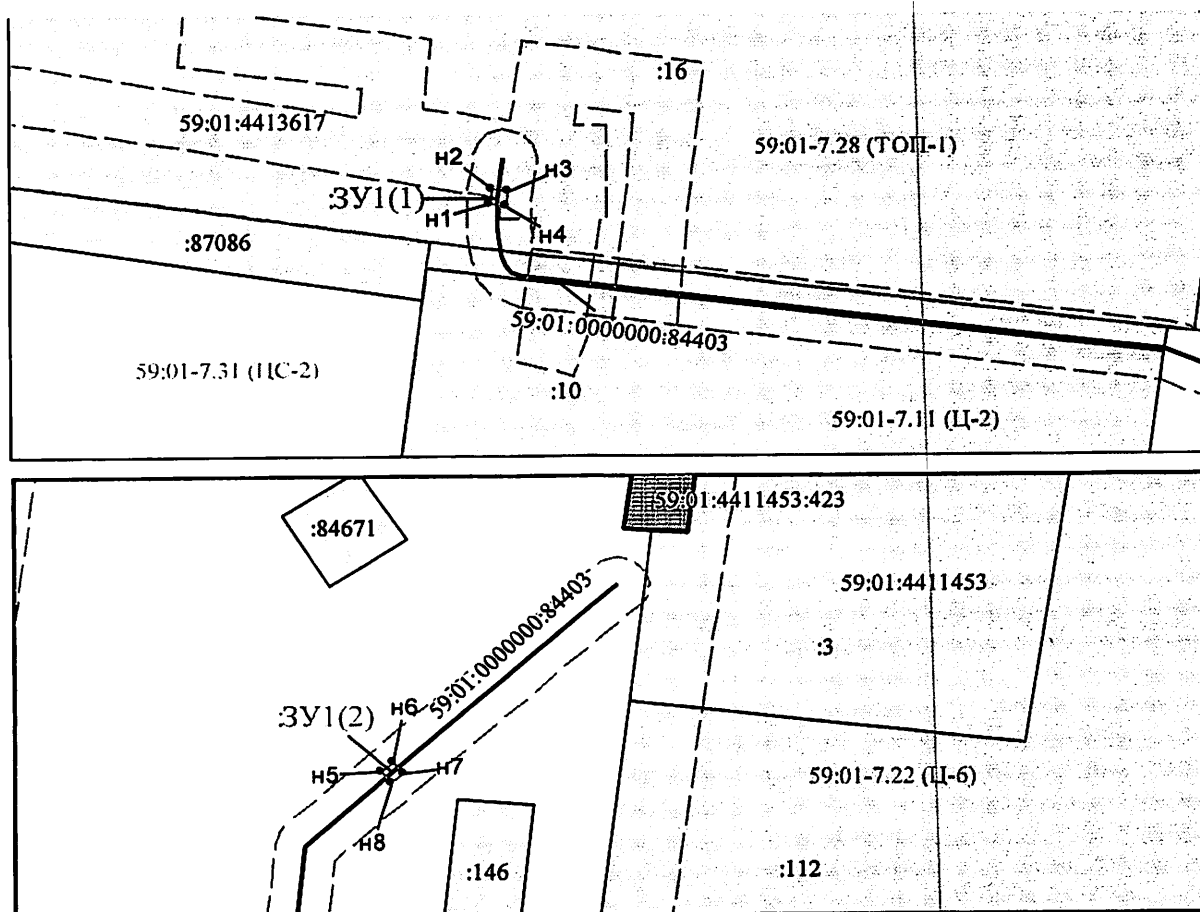 :16
59:01:4413617
59:01-7.28 (ТОП-1)
н2
н3
:ЗУ1(1)
н1
н4
:87086
59:01:0000000:84403
59:01-7.31 (ЦС-2)
:10
59:01-7.11 (Ц-2)
59:01:4411453:423
:84671
59:01:4411453
59:01:0000000:84403
:3
н6
:ЗУ1(2)
н5
н7
59:01-7.22 (Ц-6)
н8
:146
:112